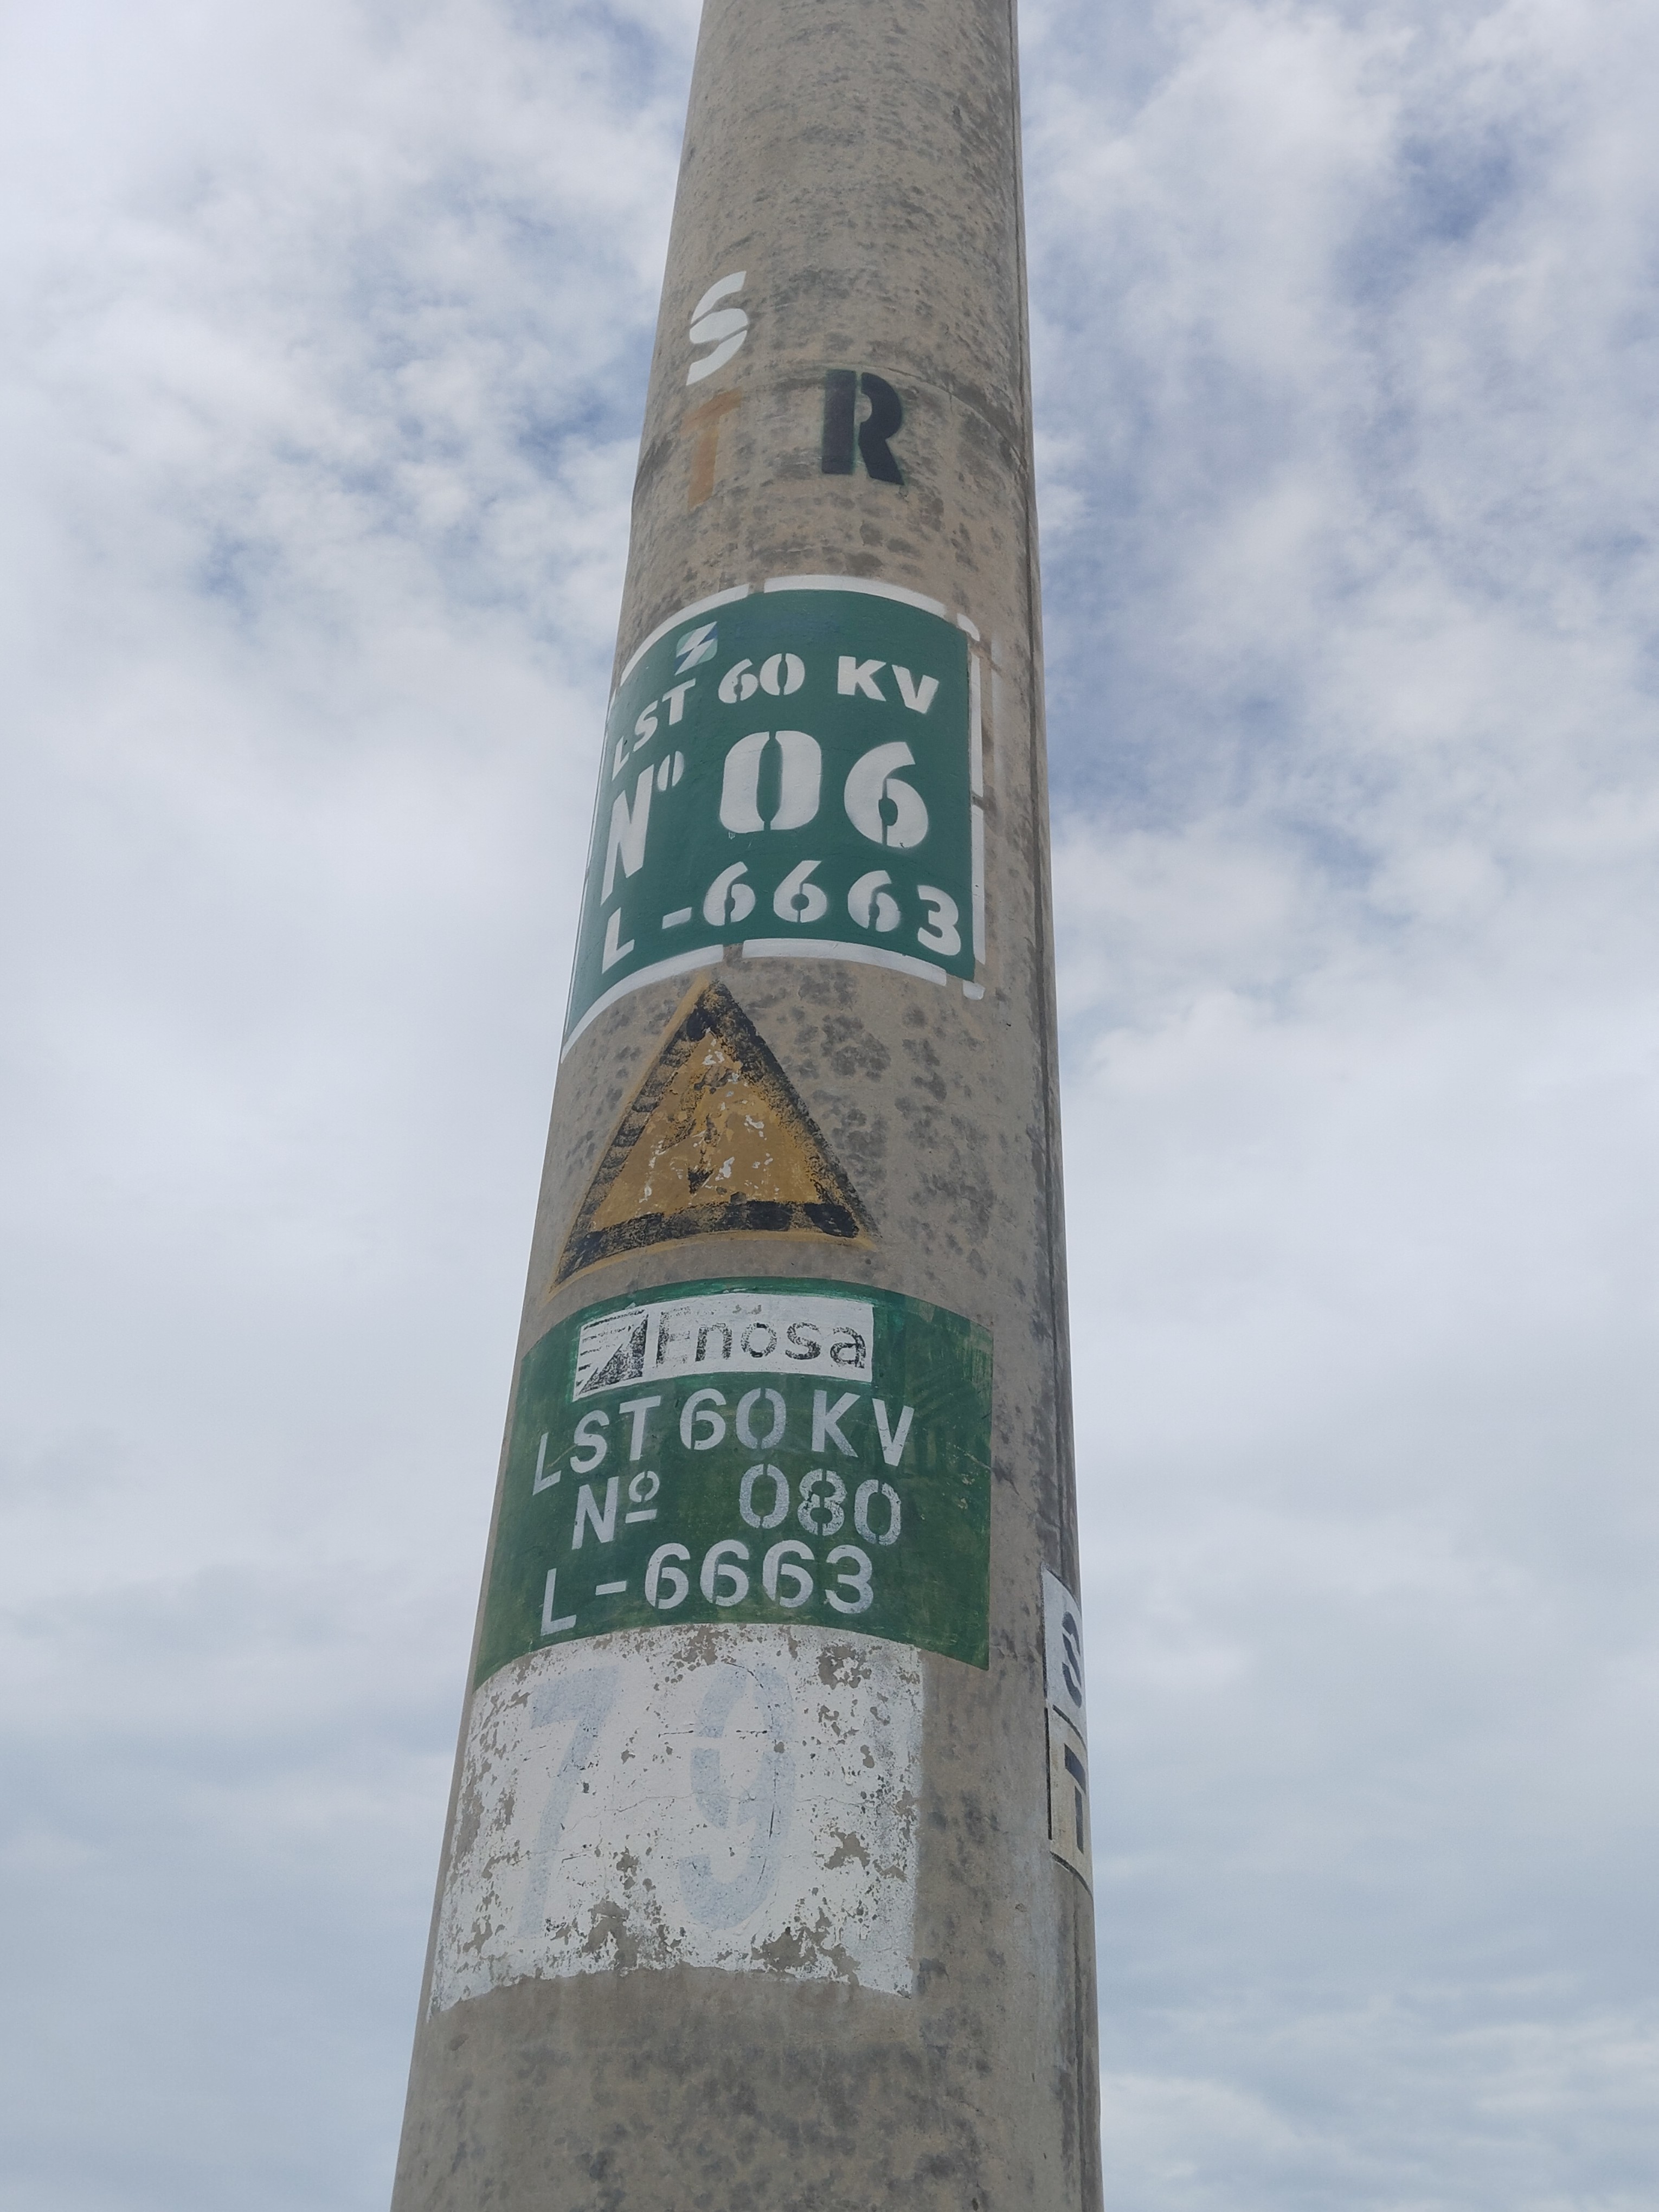 S
T R
LST 60 KV
Nº 06
L-6663
Enosa
LST 60 KV
Nº 080
L-6663
79
S
T